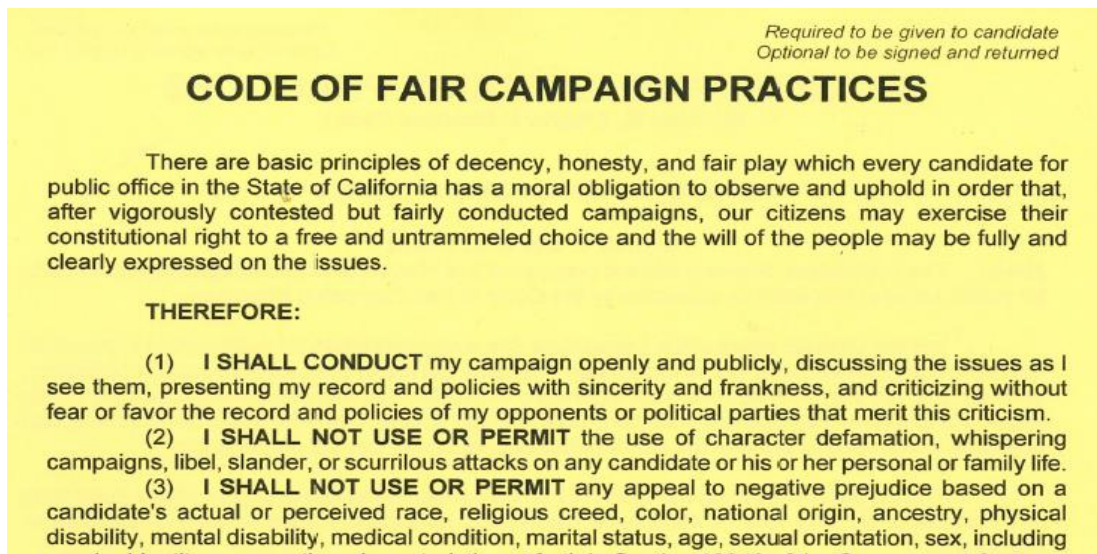 Required to be given to candidate
Optional to be signed and returned
CODE OF FAIR CAMPAIGN PRACTICES
There are basic principles of decency, honesty, and fair play which every candidate for
public office in the State of California has a moral obligation to observe and uphold in order that,
after vigorously contested but fairly conducted campaigns, our citizens may exercise their
constitutional right to a free and untrammeled choice and the will of the people may be fully and
clearly expressed on the issues.
THEREFORE:
(1) I SHALL CONDUCT my campaign openly and publicly, discussing the issues as I
see them, presenting my record and policies with sincerity and frankness, and criticizing without
fear or favor the record and policies of my opponents or political parties that merit this criticism.
(2) I SHALL NOT USE OR PERMIT the use of character defamation, whispering
campaigns, libel, slander, or scurrilous attacks on any candidate or his or her personal or family life.
(3) I SHALL NOT USE OR PERMIT any appeal to negative prejudice based on a
candidate's actual or perceived race, religious creed, color, national origin, ancestry, physical
disability, mental disability, medical condition, marital status, age, sexual orientation, sex, including